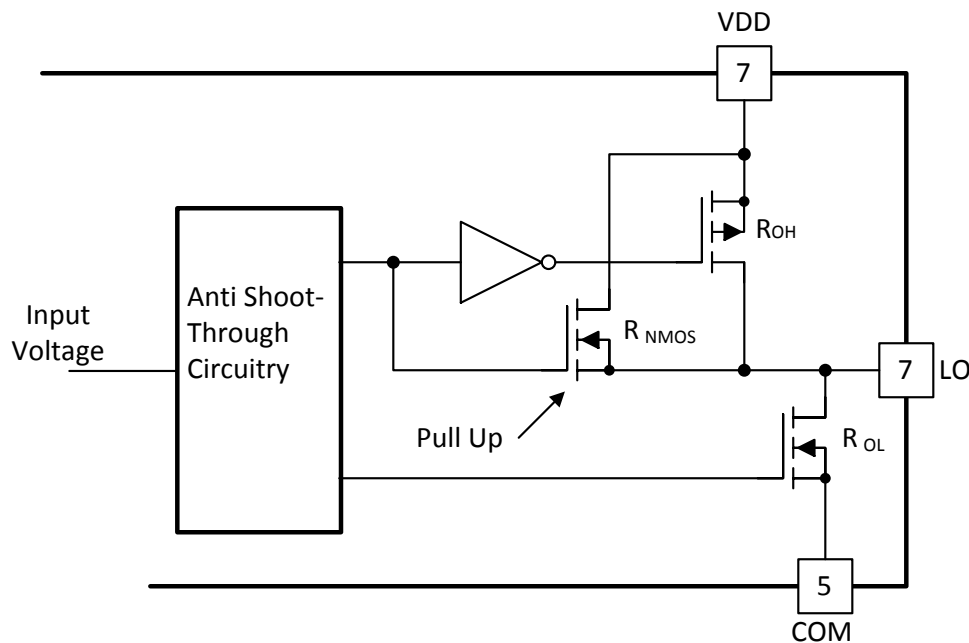 VDD
7
ROH
Anti Shoot-
Through
Circuitry
Input
Voltage
R NMOS
7
LO
Pull Up
R OL
5
COM